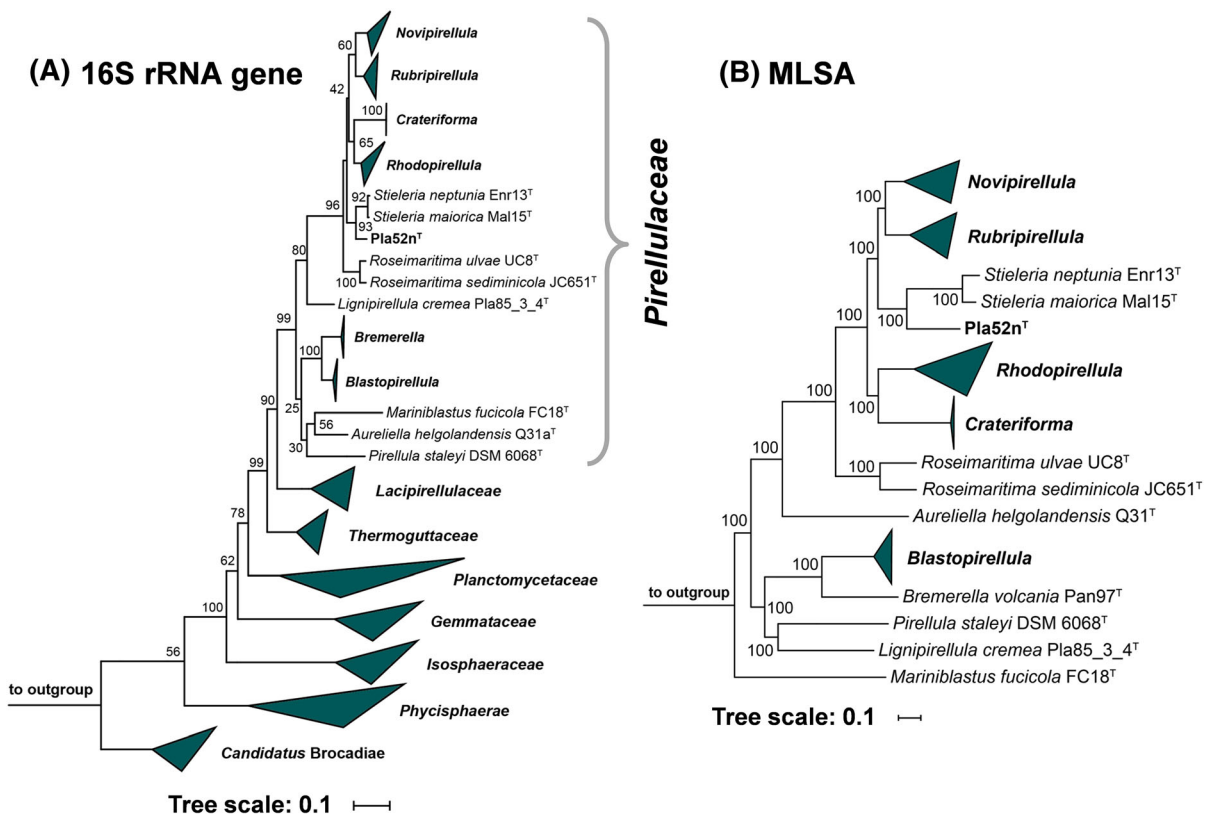 (A) 16S rRNA gene
60
Novipirellula
Rubripirellula
42
100
Crateriforma
65
Rhodopirellula
92
Stieleria neptunia Enr13ᵀ
96
Stieleria maiorica Mal15ᵀ
93
Pla52nᵀ
80
Roseimaritima ulvae UC8ᵀ
100
Roseimaritima sediminicola JC651ᵀ
Lignipirellula cremea Pla85_3_4ᵀ
99
Bremerella
100
Blastopirellula
90
25
Mariniblastus fucicola FC18ᵀ
56
Aureliella helgolandensis Q31aᵀ
30
Pirellula staleyi DSM 6068ᵀ
99
Lacipirellulaceae
78
Thermoguttaceae
62
Planctomycetaceae
100
Gemmataceae
56
Isosphaeraceae
to outgroup
Phycisphaerae
Candidatus Brocadiae
Tree scale: 0.1
Pirellulaceae
(B) MLSA
Novipirellula
100
Rubripirellula
100
Stieleria neptunia Enr13ᵀ
100
Stieleria maiorica Mal15ᵀ
100
100
Pla52nᵀ
Rhodopirellula
100
100
Crateriforma
100
Roseimaritima ulvae UC8ᵀ
100
Roseimaritima sediminicola JC651ᵀ
100
Aureliella helgolandensis Q31ᵀ
Blastopirellula
100
to outgroup
Bremerella volcania Pan97ᵀ
100
Pirellula staleyi DSM 6068ᵀ
100
Lignipirellula cremea Pla85_3_4ᵀ
Mariniblastus fucicola FC18ᵀ
Tree scale: 0.1